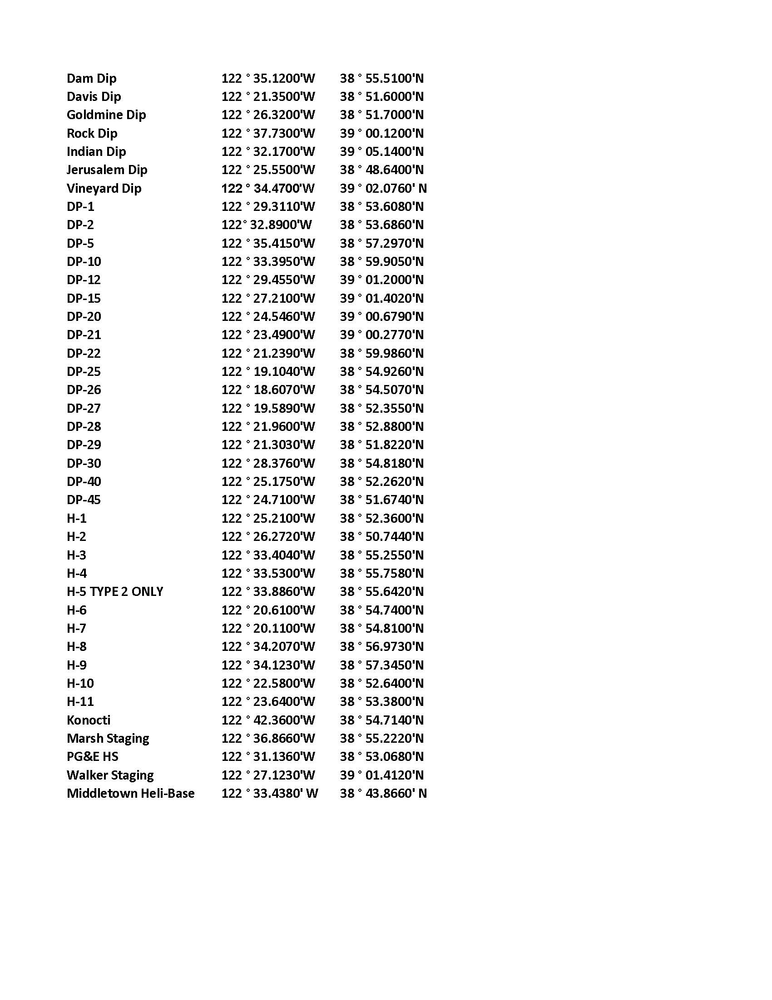 Dam Dip 122 ° 35.1200'W 38 ° 55.5100'N
Davis Dip 122 ° 21.3500'W 38 ° 51.6000'N
Goldmine Dip 122 ° 26.3200'W 38 ° 51.7000'N
Rock Dip 122 ° 37.7300'W 39 ° 00.1200'N
Indian Dip 122 ° 32.1700'W 39 ° 05.1400'N
Jerusalem Dip 122 ° 25.5500'W 38 ° 48.6400'N
Vineyard Dip 122 ° 34.4700'W 39 ° 02.0760' N
DP-1 122 ° 29.3110'W 38 ° 53.6080'N
DP-2 122° 32.8900'W 38 ° 53.6860'N
DP-5 122 ° 35.4150'W 38 ° 57.2970'N
DP-10 122 ° 33.3950'W 38 ° 59.9050'N
DP-12 122 ° 29.4550'W 39 ° 01.2000'N
DP-15 122 ° 27.2100'W 39 ° 01.4020'N
DP-20 122 ° 24.5460'W 39 ° 00.6790'N
DP-21 122 ° 23.4900'W 39 ° 00.2770'N
DP-22 122 ° 21.2390'W 38 ° 59.9860'N
DP-25 122 ° 19.1040'W 38 ° 54.9260'N
DP-26 122 ° 18.6070'W 38 ° 54.5070'N
DP-27 122 ° 19.5890'W 38 ° 52.3550'N
DP-28 122 ° 21.9600'W 38 ° 52.8800'N
DP-29 122 ° 21.3030'W 38 ° 51.8220'N
DP-30 122 ° 28.3760'W 38 ° 54.8180'N
DP-40 122 ° 25.1750'W 38 ° 52.2620'N
DP-45 122 ° 24.7100'W 38 ° 51.6740'N
H-1 122 ° 25.2100'W 38 ° 52.3600'N
H-2 122 ° 26.2720'W 38 ° 50.7440'N
H-3 122 ° 33.4040'W 38 ° 55.2550'N
H-4 122 ° 33.5300'W 38 ° 55.7580'N
H-5 TYPE 2 ONLY 122 ° 33.8860'W 38 ° 55.6420'N
H-6 122 ° 20.6100'W 38 ° 54.7400'N
H-7 122 ° 20.1100'W 38 ° 54.8100'N
H-8 122 ° 34.2070'W 38 ° 56.9730'N
H-9 122 ° 34.1230'W 38 ° 57.3450'N
H-10 122 ° 22.5800'W 38 ° 52.6400'N
H-11 122 ° 23.6400'W 38 ° 53.3800'N
Konocti 122 ° 42.3600'W 38 ° 54.7140'N
Marsh Staging 122 ° 36.8660'W 38 ° 55.2220'N
PG&E HS 122 ° 31.1360'W 38 ° 53.0680'N
Walker Staging 122 ° 27.1230'W 39 ° 01.4120'N
Middletown Heli-Base 122 ° 33.4380' W 38 ° 43.8660' N